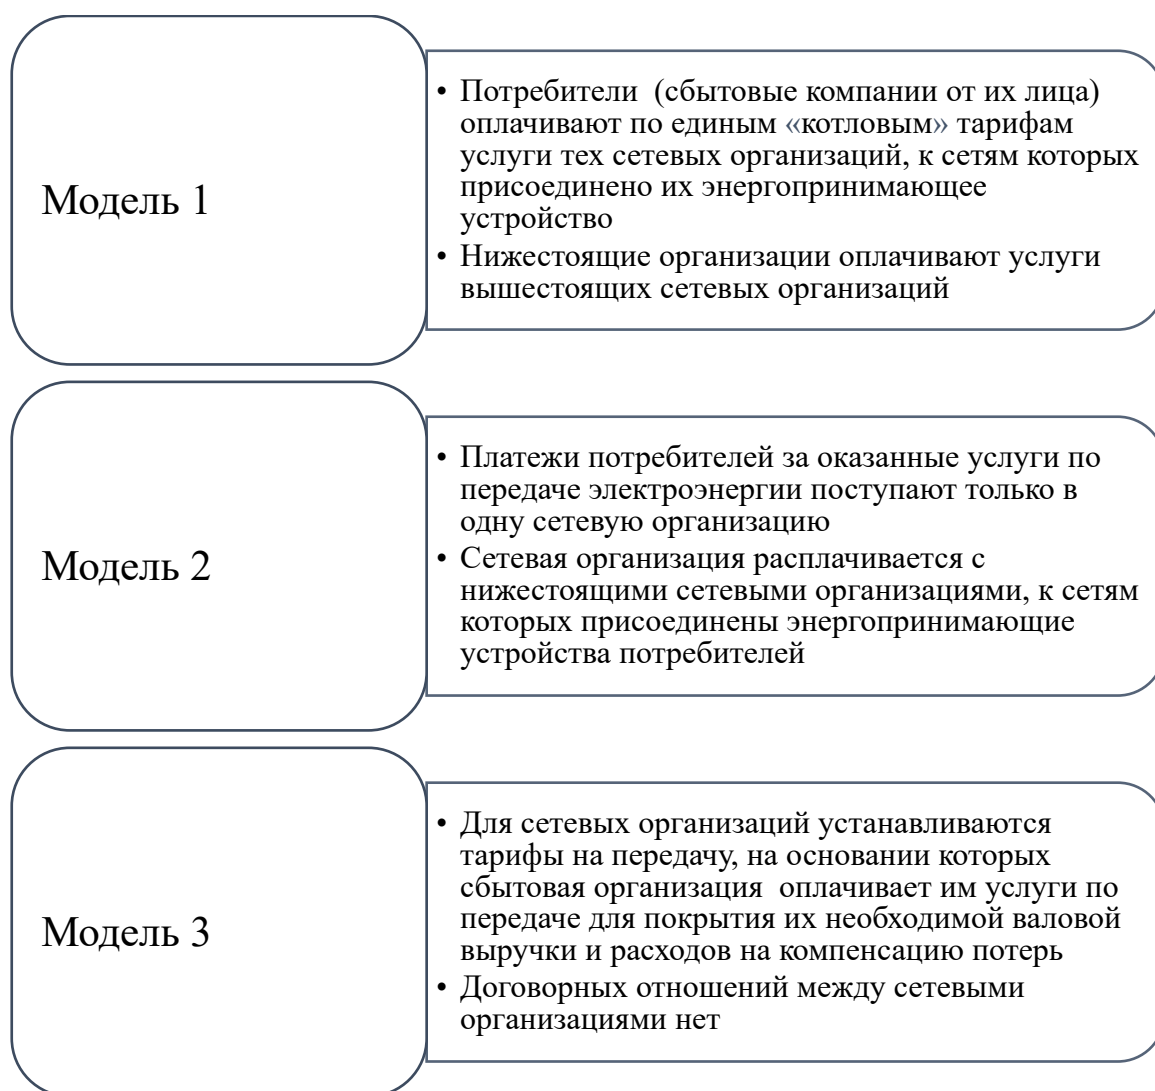 Модель 1
• Потребители (сбытовые компании от их лица)
оплачивают по единым «котловым» тарифам
услуги тех сетевых организаций, к сетям которых
присоединено их энергопринимающее
устройство
• Нижестоящие организации оплачивают услуги
вышестоящих сетевых организаций
Модель 2
• Платежи потребителей за оказанные услуги по
передаче электроэнергии поступают только в
одну сетевую организацию
• Сетевая организация расплачивается с
нижестоящими сетевыми организациями, к сетям
которых присоединены энергопринимающие
устройства потребителей
Модель 3
• Для сетевых организаций устанавливаются
тарифы на передачу, на основании которых
сбытовая организация оплачивает им услуги по
передаче для покрытия их необходимой валовой
выручки и расходов на компенсацию потерь
• Договорных отношений между сетевыми
организациями нет